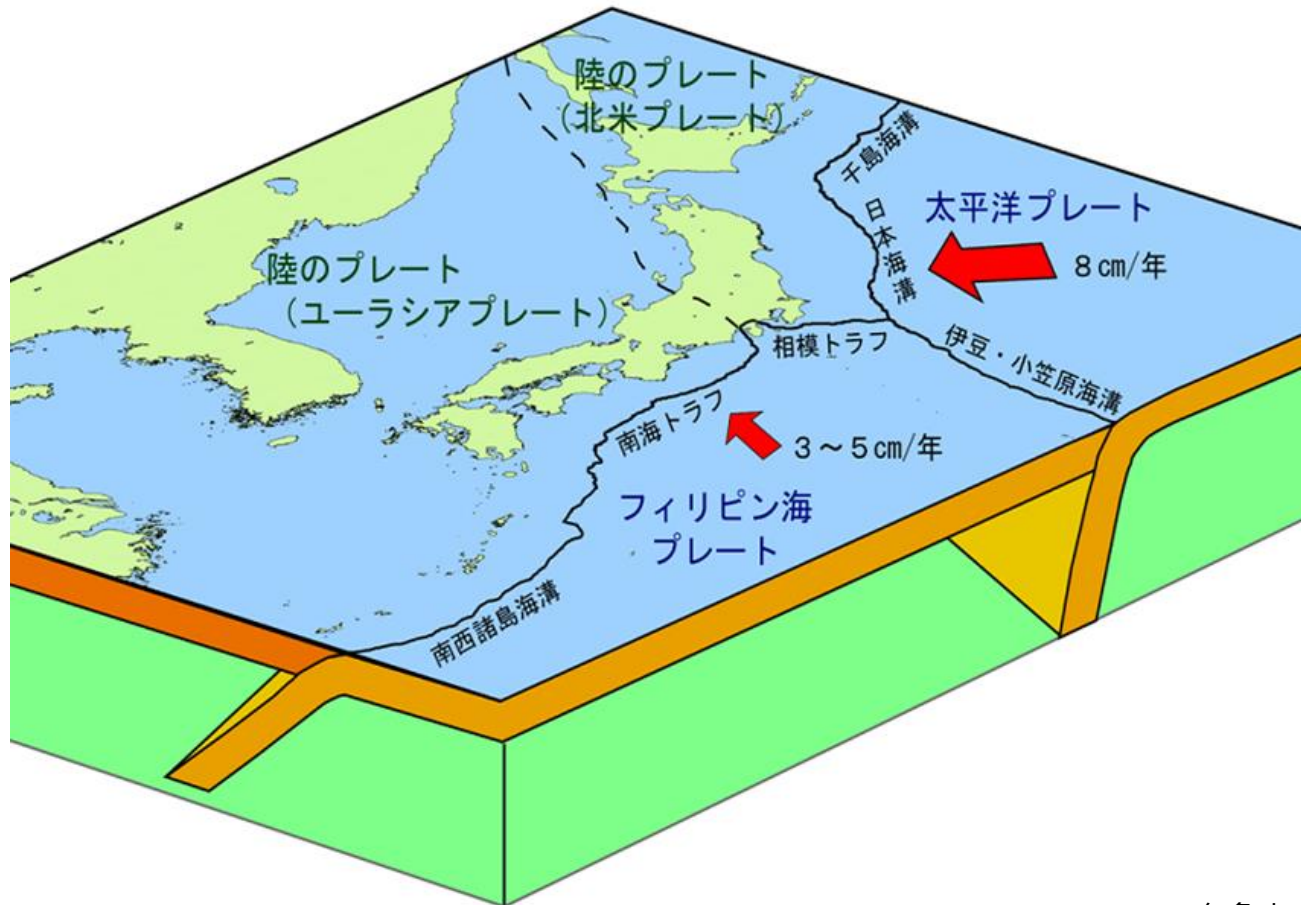 陸のプレート
（北米プレート）
千島海溝
日本海溝
太平洋プレート
８㎝/年
陸のプレート
（ユーラシアプレート）
相模トラフ
伊豆・小笠原海溝
南海トラフ
３～５㎝/年
フィリピン海
プレート
南西諸島海溝